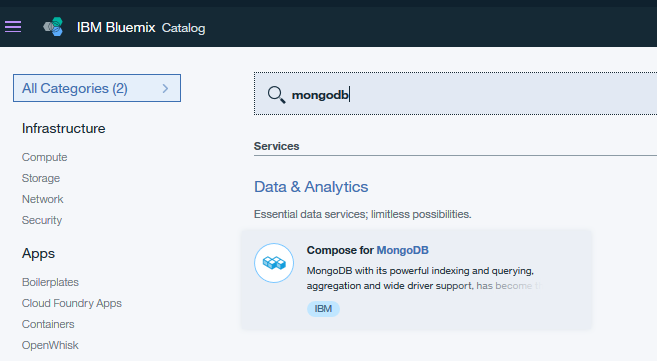 IBM Bluemix Catalog
All Categories (2)
Infrastructure
Compute
Storage
Network
Security
Apps
Boilerplates
Cloud Foundry Apps
Containers
OpenWhisk
mongodb
Services
Data & Analytics
Essential data services; limitless possibilities.
Compose for MongoDB
MongoDB with its powerful indexing and querying,
aggregation and wide driver support, has become
IBM